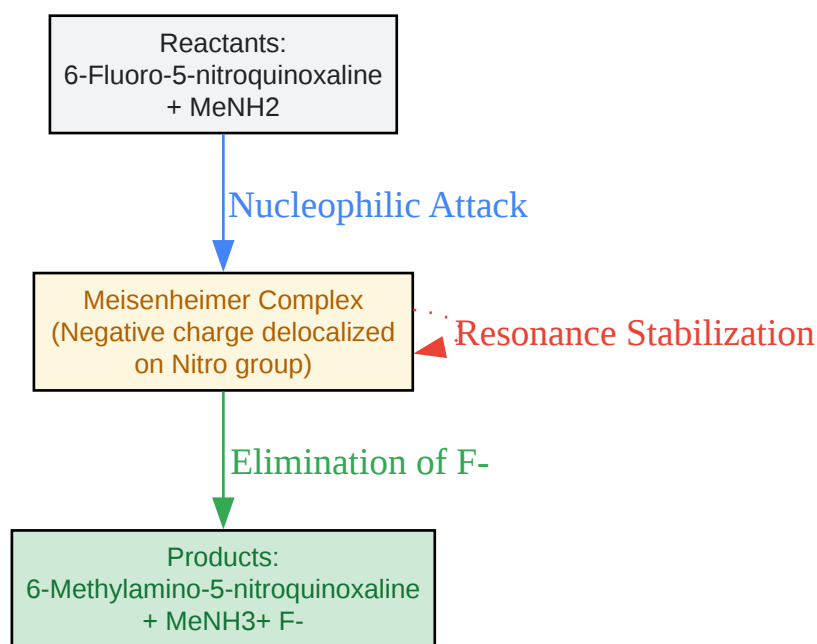 Reactants:
6-Fluoro-5-nitroquinoxaline
+ MeNH2
Nucleophilic Attack
Meisenheimer Complex
(Negative charge delocalized
on Nitro group)
Resonance Stabilization
Elimination of F-
Products:
6-Methylamino-5-nitroquinoxaline
+ MeNH3+ F-